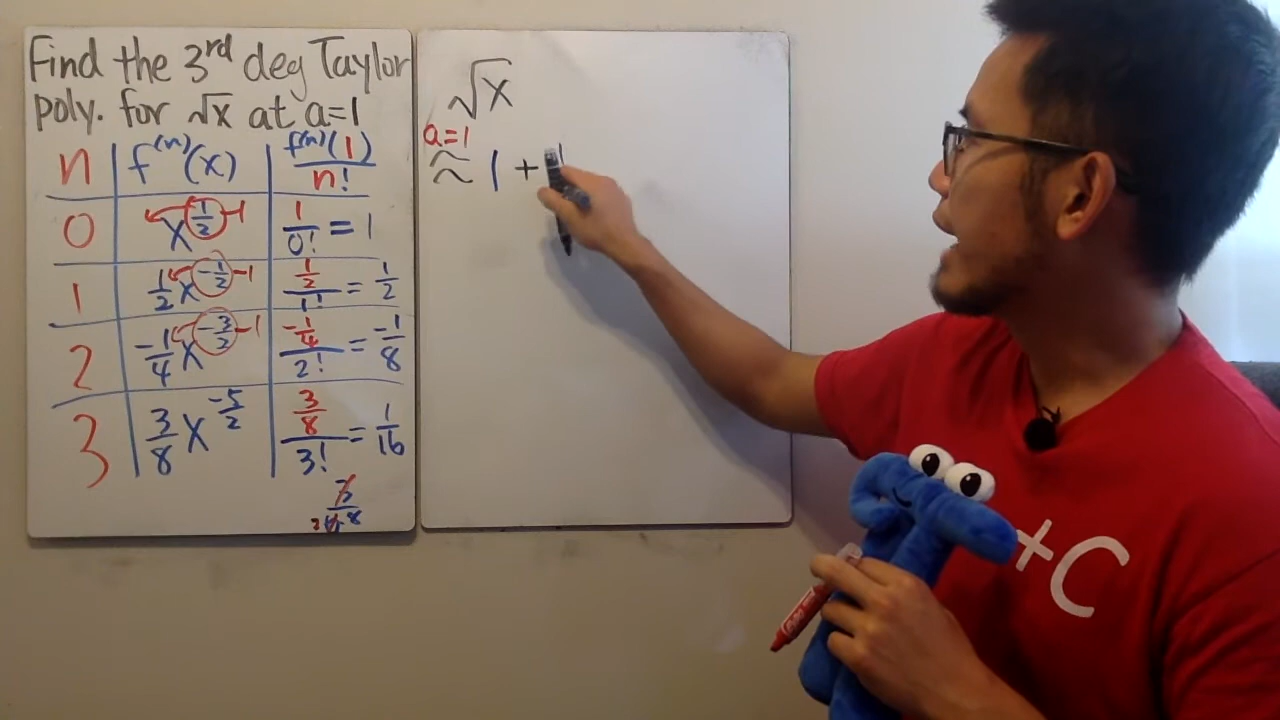 Find the 3rd deg Taylor
poly. for √x at a=1
n f^(n)(x) f^(n)(1)/n!
0 x^(1/2) -1 1/0! = 1
1 1/2 x^(-1/2) -1 (1/2)/1! = 1/2
2 -1/4 x^(-3/2) -1 (-1/4)/2! = -1/8
3 3/8 x^(-5/2) (3/8)/3! = 1/16
√x
a=1
≈ 1 +
+C